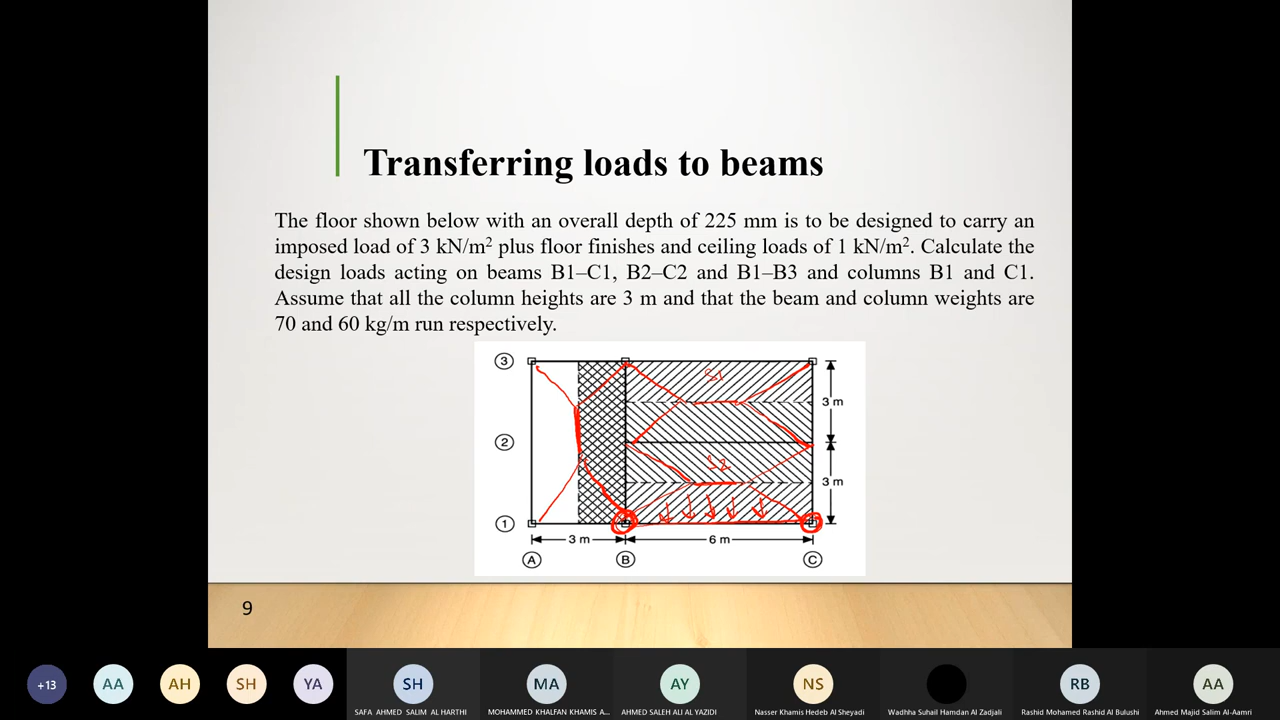 Transferring loads to beams
The floor shown below with an overall depth of 225 mm is to be designed to carry an
imposed load of 3 kN/m² plus floor finishes and ceiling loads of 1 kN/m². Calculate the
design loads acting on beams B1–C1, B2–C2 and B1–B3 and columns B1 and C1.
Assume that all the column heights are 3 m and that the beam and column weights are
70 and 60 kg/m run respectively.
3
S1
3 m
2
S2
3 m
1
3 m
6 m
A
B
C
9
+13
AA
AH
SH
YA
SH
MA
AY
NS
RB
AA
SAFA AHMED SALIM AL HARTHI
MOHAMMED KHALFAN KHAMIS A...
AHMED SALEH ALI AL YAZIDI
Nasser Khamis Hedeb Al Sheyadi
Wadhha Suhail Hamdan Al Zadjali
Rashid Mohamed Rashid Al Bulushi
Ahmed Majid Salim Al-Aamri